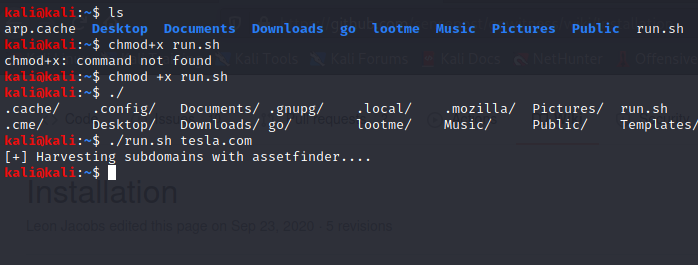 kali@kali:~$ ls
arp.cache Desktop Documents Downloads go lootme Music Pictures Public run.sh
kali@kali:~$ chmod+x run.sh
chmod+x: command not found
kali@kali:~$ chmod +x run.sh
kali@kali:~$ ./
.cache/ .config/ Documents/ .gnupg/ .local/ .mozilla/ Pictures/ run.sh
.cme/ Desktop/ Downloads/ go/ lootme/ Music/ Public/ Templates/
kali@kali:~$ ./run.sh tesla.com
[+] Harvesting subdomains with assetfinder....
kali@kali:~$
Kali Tools Kali Forums Kali Docs NetHunter Offensive
Installation
Leon Jacobs edited this page on Sep 23, 2020 · 5 revisions